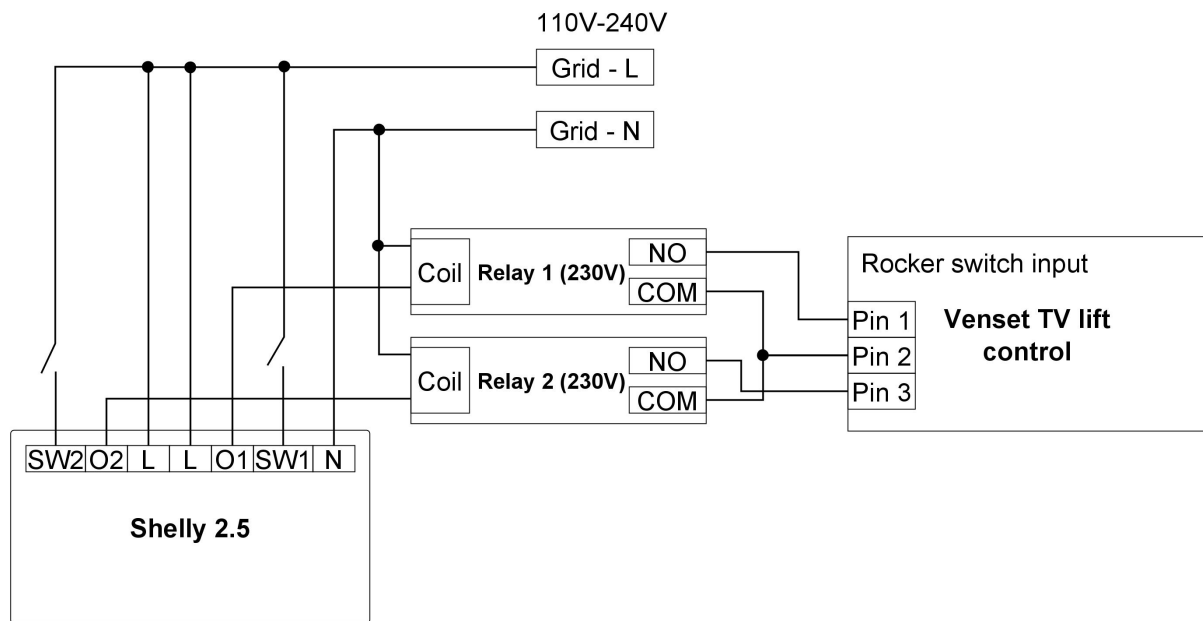 110V-240V
Grid - L
Grid - N
Coil
Relay 1 (230V)
NO
COM
Coil
Relay 2 (230V)
NO
COM
Rocker switch input
Pin 1
Pin 2
Pin 3
Venset TV lift
control
SW2 O2 L L O1 SW1 N
Shelly 2.5